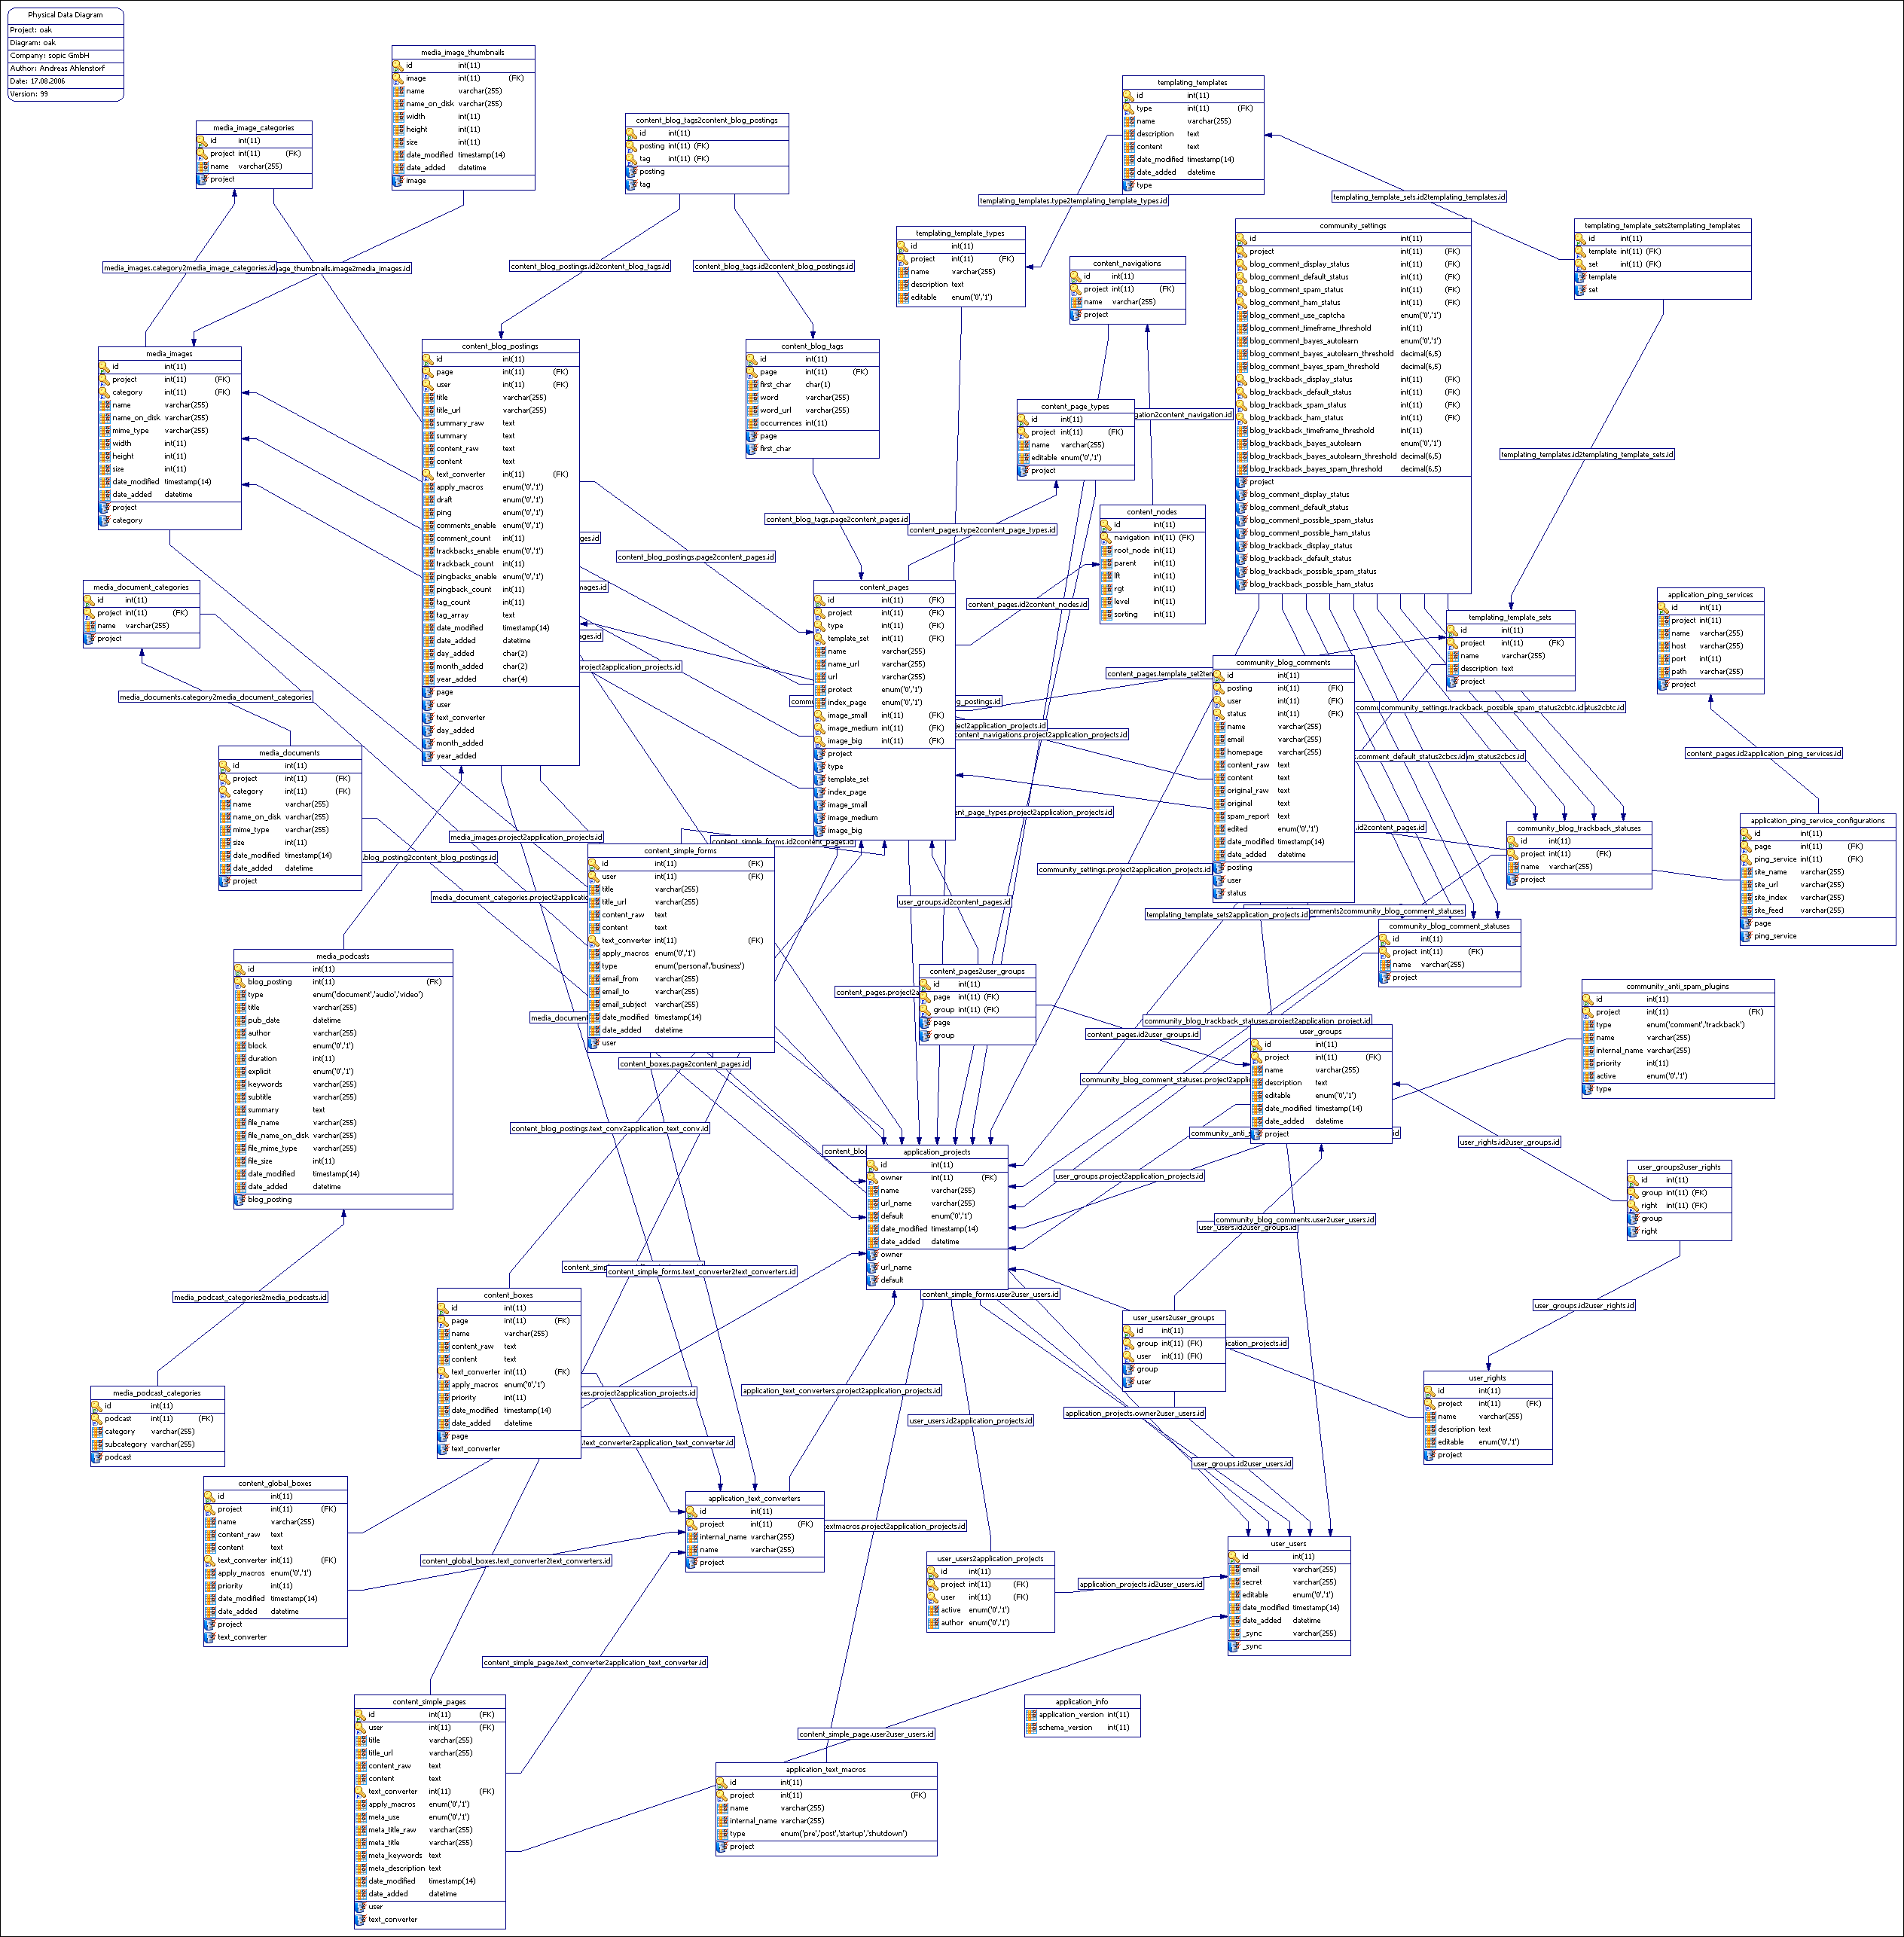 Physical Data Diagram
Project: oak
Diagram: oak
Company: sopic GmbH
Author: Andreas Ahlenstorf
Date: 17.08.2006
Version: 99
media_image_thumbnails
id int(11)
image int(11) (FK)
name varchar(255)
name_on_disk varchar(255)
width int(11)
height int(11)
size int(11)
date_modified timestamp(14)
date_added datetime
image
media_image_categories
id int(11)
project int(11) (FK)
name varchar(255)
project
content_blog_tags2content_blog_postings
id int(11)
posting int(11) (FK)
tag int(11) (FK)
posting
tag
templating_templates
id int(11)
type int(11) (FK)
name varchar(255)
description text
content text
date_modified timestamp(14)
date_added datetime
type
templating_templates.type2templating_template_types.id
templating_template_sets.id2templating_templates.id
templating_template_types
id int(11)
project int(11) (FK)
name varchar(255)
description text
editable enum('0','1')
content_navigations
id int(11)
project int(11) (FK)
name varchar(255)
project
community_settings
id int(11)
project int(11) (FK)
blog_comment_display_status int(11) (FK)
blog_comment_default_status int(11) (FK)
blog_comment_spam_status int(11) (FK)
blog_comment_ham_status int(11) (FK)
blog_comment_use_captcha enum('0','1')
blog_comment_timeframe_threshold int(11)
blog_comment_bayes_autolearn enum('0','1')
blog_comment_bayes_autolearn_threshold decimal(6,5)
blog_comment_bayes_spam_threshold decimal(6,5)
blog_trackback_display_status int(11) (FK)
blog_trackback_default_status int(11) (FK)
blog_trackback_spam_status int(11) (FK)
blog_trackback_ham_status int(11) (FK)
blog_trackback_timeframe_threshold int(11)
blog_trackback_bayes_autolearn enum('0','1')
blog_trackback_bayes_autolearn_threshold decimal(6,5)
blog_trackback_bayes_spam_threshold decimal(6,5)
project
blog_comment_display_status
blog_comment_default_status
blog_comment_possible_spam_status
blog_comment_possible_ham_status
blog_trackback_display_status
blog_trackback_default_status
blog_trackback_possible_spam_status
blog_trackback_possible_ham_status
templating_template_sets2templating_templates
id int(11)
template int(11) (FK)
set int(11) (FK)
template
set
media_images.category2media_image_categories.id
age_thumbnails.image2media_images.id
content_blog_postings.id2content_blog_tags.id
content_blog_tags.id2content_blog_postings.id
media_images
id int(11)
project int(11) (FK)
category int(11) (FK)
name varchar(255)
name_on_disk varchar(255)
mime_type varchar(255)
width int(11)
height int(11)
size int(11)
date_modified timestamp(14)
date_added datetime
project
category
content_blog_postings
id int(11)
page int(11) (FK)
user int(11) (FK)
title varchar(255)
title_url varchar(255)
summary_raw text
summary text
content_raw text
content text
text_converter int(11) (FK)
apply_macros enum('0','1')
draft enum('0','1')
ping enum('0','1')
comments_enable enum('0','1')
comment_count int(11)
trackbacks_enable enum('0','1')
trackback_count int(11)
pingbacks_enable enum('0','1')
pingback_count int(11)
tag_count int(11)
tag_array text
date_modified timestamp(14)
date_added datetime
day_added char(2)
month_added char(2)
year_added char(4)
page
user
text_converter
day_added
month_added
year_added
content_blog_tags
id int(11)
page int(11) (FK)
first_char char(1)
word varchar(255)
word_url varchar(255)
occurrences int(11)
page
first_char
content_page_types
id int(11)
project int(11) (FK)
name varchar(255)
editable enum('0','1')
project
igation2content_navigation.id
templating_templates.id2templating_template_sets.id
content_blog_tags.page2content_pages.id
content_pages.type2content_page_types.id
content_nodes
id int(11)
navigation int(11) (FK)
root_node int(11)
parent int(11)
lft int(11)
rgt int(11)
level int(11)
sorting int(11)
ges.id
content_blog_postings.page2content_pages.id
mages.id
content_pages.id2content_nodes.id
ages.id
project2application_projects.id
media_document_categories
id int(11)
project int(11) (FK)
name varchar(255)
project
media_documents.category2media_document_categories
content_pages
id int(11) (FK)
project int(11) (FK)
type int(11) (FK)
template_set int(11) (FK)
name varchar(255)
name_url varchar(255)
url varchar(255)
protect enum('0','1')
index_page enum('0','1')
image_small int(11) (FK)
image_medium int(11) (FK)
image_big int(11) (FK)
project
type
template_set
index_page
image_small
image_medium
image_big
templating_template_sets
id int(11)
project int(11) (FK)
name varchar(255)
description text
project
application_ping_services
id int(11)
project int(11)
name varchar(255)
host varchar(255)
port int(11)
path varchar(255)
project
content_pages.template_set2tem
comm
og_postings.id
project2application_projects.id
content_navigations.project2application_projects.id
community_blog_comments
id int(11)
posting int(11) (FK)
user int(11) (FK)
status int(11) (FK)
name varchar(255)
email varchar(255)
homepage varchar(255)
content_raw text
content text
original_raw text
original text
spam_report text
edited enum('0','1')
date_modified timestamp(14)
date_added datetime
posting
user
status
community_settings.trackback_possible_spam_status2cbtc.id
atus2cbtc.id
.comment_default_status2cbcs.id
am_status2cbcs.id
content_pages.id2application_ping_services.id
media_documents
id int(11)
project int(11) (FK)
category int(11) (FK)
name varchar(255)
name_on_disk varchar(255)
mime_type varchar(255)
size int(11)
date_modified timestamp(14)
date_added datetime
project
media_images.project2application_projects.id
content_simple_forms.id2content_pages.id
nt_page_types.project2application_projects.id
.id2content_pages.id
community_blog_trackback_statuses
id int(11)
project int(11) (FK)
name varchar(255)
project
application_ping_service_configurations
id int(11)
page int(11) (FK)
ping_service int(11) (FK)
site_name varchar(255)
site_url varchar(255)
site_index varchar(255)
site_feed varchar(255)
page
ping_service
.blog_posting2content_blog_postings.id
media_document_categories.project2applicatio
content_simple_forms
id int(11) (FK)
user int(11) (FK)
title varchar(255)
title_url varchar(255)
content_raw text
content text
text_converter int(11) (FK)
apply_macros enum('0','1')
type enum('personal','business')
email_from varchar(255)
email_to varchar(255)
email_subject varchar(255)
date_modified timestamp(14)
date_added datetime
user
community_settings.project2application_projects.id
user_groups.id2content_pages.id
templating_template_sets2application_projects.id
mments2community_blog_comment_statuses
community_blog_comment_statuses
id int(11)
project int(11) (FK)
name varchar(255)
project
media_podcasts
id int(11)
blog_posting int(11) (FK)
type enum('document','audio','video')
title varchar(255)
pub_date datetime
author varchar(255)
block enum('0','1')
duration int(11)
explicit enum('0','1')
keywords varchar(255)
subtitle varchar(255)
summary text
file_name varchar(255)
file_name_on_disk varchar(255)
file_mime_type varchar(255)
file_size int(11)
date_modified timestamp(14)
date_added datetime
blog_posting
content_pages2user_groups
id int(11)
page int(11) (FK)
group int(11) (FK)
page
group
content_pages.project2a
media_document
community_blog_trackback_statuses.project2application_project.id
content_pages.id2user_groups.id
community_anti_spam_plugins
id int(11)
project int(11) (FK)
type enum('comment','trackback')
name varchar(255)
internal_name varchar(255)
priority int(11)
active enum('0','1')
type
user_groups
id int(11)
project int(11) (FK)
name varchar(255)
description text
editable enum('0','1')
date_modified timestamp(14)
date_added datetime
project
content_boxes.page2content_pages.id
community_blog_comment_statuses.project2appli
content_blog_postings.text_conv2application_text_conv.id
community_anti_s
id
user_rights.id2user_groups.id
content_blog
application_projects
id int(11)
owner int(11) (FK)
name varchar(255)
url_name varchar(255)
default enum('0','1')
date_modified timestamp(14)
date_added datetime
owner
url_name
default
user_groups.project2application_projects.id
user_groups2user_rights
id int(11)
group int(11) (FK)
right int(11) (FK)
group
right
community_blog_comments.user2user_users.id
user_users.id2user_groups.id
content_simple
content_simple_forms.text_converter2text_converters.id
media_podcast_categories2media_podcasts.id
content_simple_forms.user2user_users.id
user_groups.id2user_rights.id
content_boxes
id int(11)
page int(11) (FK)
name varchar(255)
content_raw text
content text
text_converter int(11) (FK)
apply_macros enum('0','1')
priority int(11)
date_modified timestamp(14)
date_added datetime
page
text_converter
user_users2user_groups
id int(11)
group int(11) (FK)
user int(11) (FK)
group
user
lication_projects.id
media_podcast_categories
id int(11)
podcast int(11) (FK)
category varchar(255)
subcategory varchar(255)
podcast
user_rights
id int(11)
project int(11) (FK)
name varchar(255)
description text
editable enum('0','1')
project
xes.project2application_projects.id
application_text_converters.project2application_projects.id
user_users.id2application_projects.id
application_projects.owner2user_users.id
.text_converter2application_text_converter.id
user_groups.id2user_users.id
content_global_boxes
id int(11)
project int(11) (FK)
name varchar(255)
content_raw text
content text
text_converter int(11) (FK)
apply_macros enum('0','1')
priority int(11)
date_modified timestamp(14)
date_added datetime
project
text_converter
application_text_converters
id int(11)
project int(11) (FK)
internal_name varchar(255)
name varchar(255)
project
textmacros.project2application_projects.id
content_global_boxes.text_converter2text_converters.id
user_users2application_projects
id int(11)
project int(11) (FK)
user int(11) (FK)
active enum('0','1')
author enum('0','1')
application_projects.id2user_users.id
user_users
id int(11)
email varchar(255)
secret varchar(255)
editable enum('0','1')
date_modified timestamp(14)
date_added datetime
_sync varchar(255)
_sync
content_simple_page.text_converter2application_text_converter.id
content_simple_pages
id int(11) (FK)
user int(11) (FK)
title varchar(255)
title_url varchar(255)
content_raw text
content text
text_converter int(11) (FK)
apply_macros enum('0','1')
meta_use enum('0','1')
meta_title_raw varchar(255)
meta_title varchar(255)
meta_keywords text
meta_description text
date_modified timestamp(14)
date_added datetime
user
text_converter
application_info
application_version int(11)
schema_version int(11)
content_simple_page.user2user_users.id
application_text_macros
id int(11)
project int(11) (FK)
name varchar(255)
internal_name varchar(255)
type enum('pre','post','startup','shutdown')
project